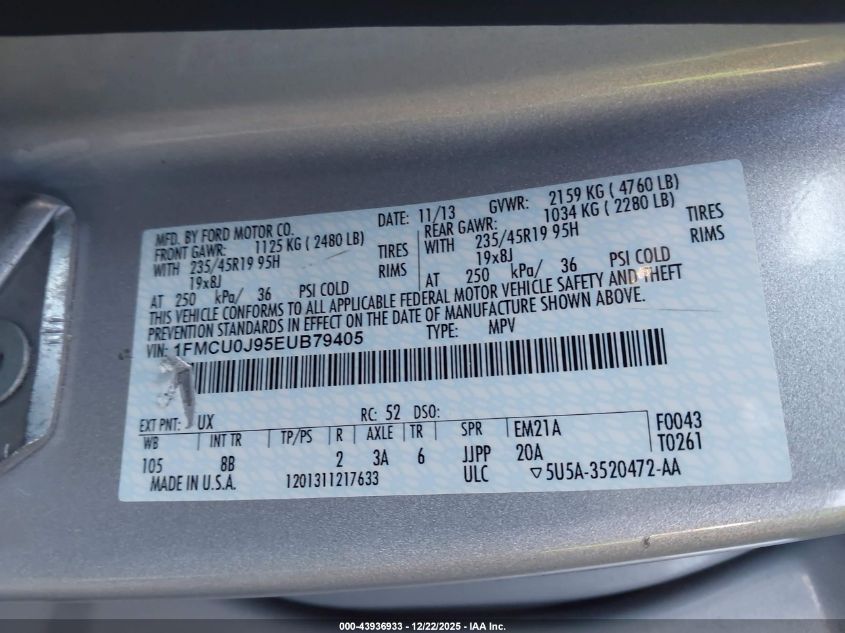 MFD. BY FORD MOTOR CO. DATE: 11/13 GVWR: 2159 KG ( 4760 LB)
FRONT GAWR: 1125 KG ( 2480 LB) REAR GAWR: 1034 KG ( 2280 LB)
WITH 235/45R19 95H TIRES WITH 235/45R19 95H TIRES
19x8J RIMS 19x8J RIMS
AT 250 kPa/ 36 PSI COLD AT 250 kPa/ 36 PSI COLD
THIS VEHICLE CONFORMS TO ALL APPLICABLE FEDERAL MOTOR VEHICLE SAFETY AND THEFT
PREVENTION STANDARDS IN EFFECT ON THE DATE OF MANUFACTURE SHOWN ABOVE.
VIN: 1FMCU0J95EUB79405 TYPE: MPV
EXT PNT: UX RC: 52 DSO:
WB INT TR TP/PS R AXLE TR SPR EM21A F0043
105 8B 2 3A 6 JJPP 20A T0261
MADE IN U.S.A. 1201311217633 ULC ▽5U5A-3520472-AA
000-43936933 - 12/22/2025 - IAA Inc.